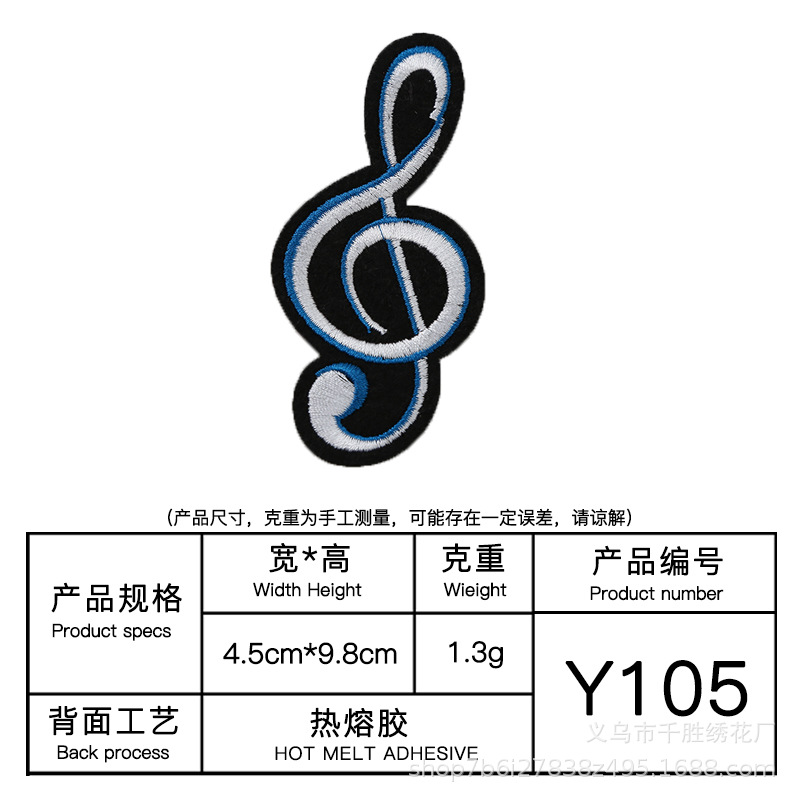 (产品尺寸，克重为手工测量，可能存在一定误差，请谅解)
产品规格
Product specs
宽*高
Width Height
克重
Wieight
产品编号
Product number
4.5cm*9.8cm
1.3g
Y105
背面工艺
Back process
热熔胶
HOT MELT ADHESIVE
义乌市千胜绣花厂
shop7b6i27838z495.1688.com